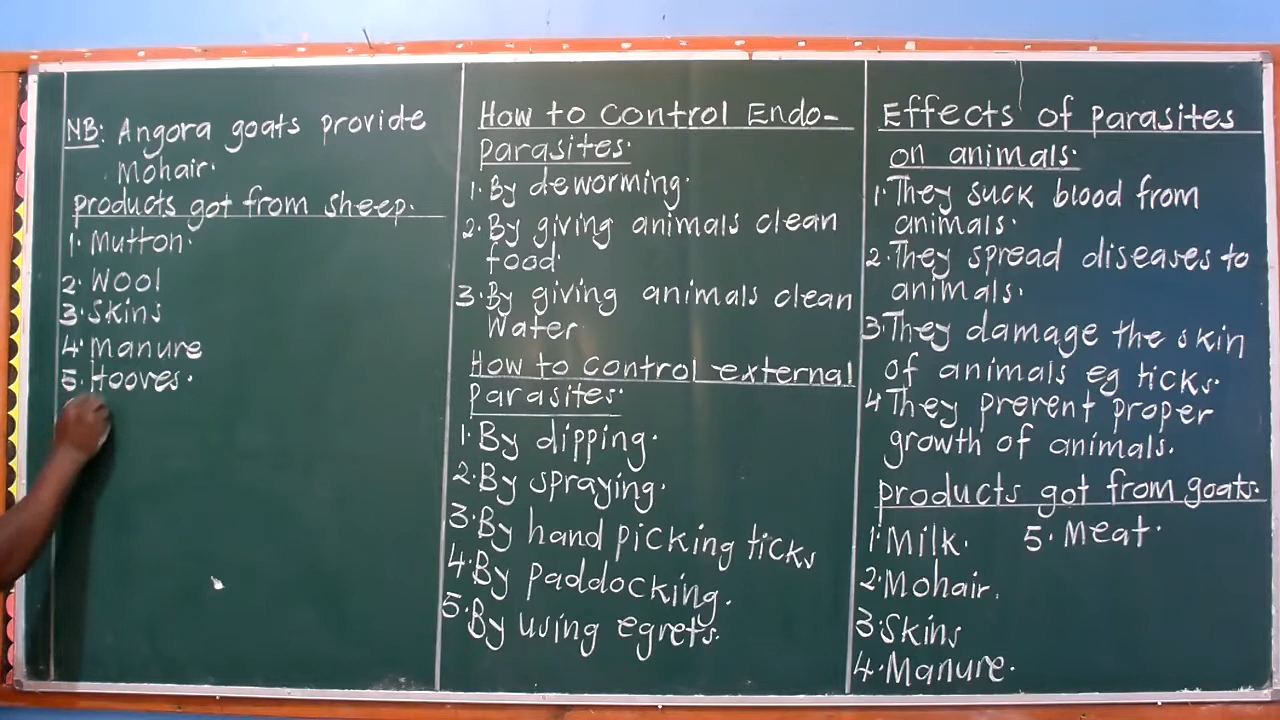 NB: Angora goats provide
Mohair.
products got from sheep.
1. Mutton.
2. Wool
3. Skins
4. Manure
5. Hooves.
How to Control Endo-
parasites.
1. By deworming.
2. By giving animals clean
food.
3. By giving animals clean
Water.
How to Control external
parasites.
1. By dipping.
2. By spraying.
3. By hand picking ticks
4. By paddocking.
5. By using egrets.
Effects of parasites
on animals.
1. They suck blood from
animals.
2. They spread diseases to
animals.
3. They damage the skin
of animals eg ticks.
4 They prevent proper
growth of animals.
products got from goats.
1. Milk. 5. Meat.
2. Mohair.
3. Skins
4. Manure.